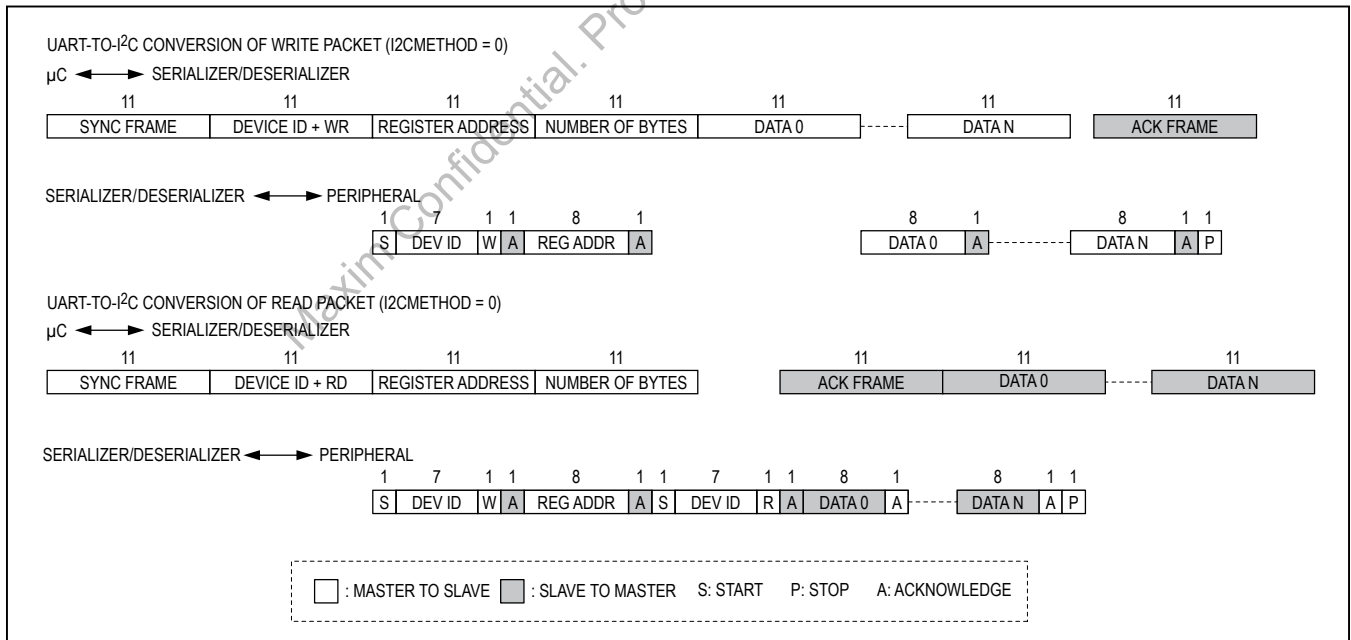 UART-TO-I2C CONVERSION OF WRITE PACKET (I2CMETHOD = 0)
µC SERIALIZER/DESERIALIZER
11 11 11 11 11 11 11
SYNC FRAME DEVICE ID + WR REGISTER ADDRESS NUMBER OF BYTES DATA 0 DATA N ACK FRAME
SERIALIZER/DESERIALIZER PERIPHERAL
1 7 1 1 8 1 8 1 8 1 1
S DEV ID W A REG ADDR A DATA 0 A DATA N A P
UART-TO-I2C CONVERSION OF READ PACKET (I2CMETHOD = 0)
µC SERIALIZER/DESERIALIZER
11 11 11 11 11 11 11
SYNC FRAME DEVICE ID + RD REGISTER ADDRESS NUMBER OF BYTES ACK FRAME DATA 0 DATA N
SERIALIZER/DESERIALIZER PERIPHERAL
1 7 1 1 8 1 1 7 1 1 8 1 8 1 1
S DEV ID W A REG ADDR A S DEV ID R A DATA 0 A DATA N A P
: MASTER TO SLAVE : SLAVE TO MASTER S: START P: STOP A: ACKNOWLEDGE
Maxim Confidential.